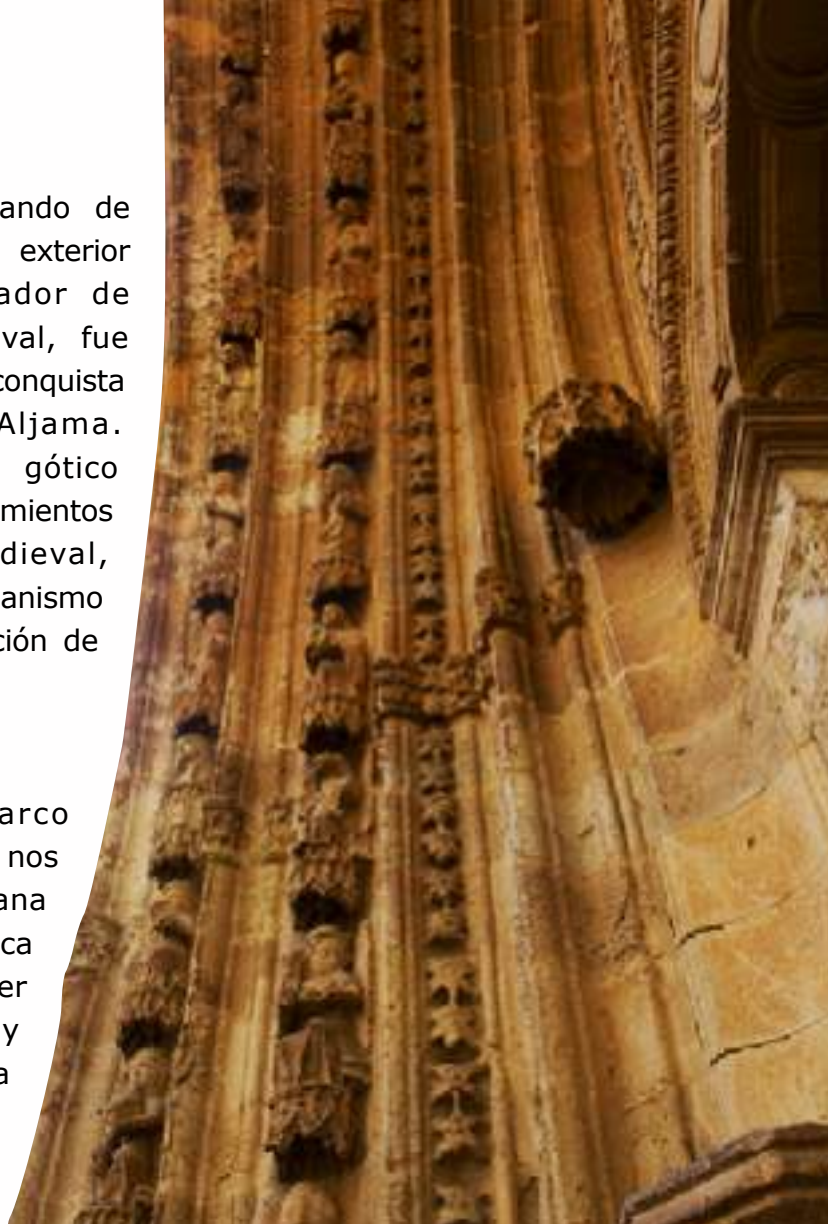 ando de
exterior
ador de
val, fue
conquista
Aljama.
gótico
mientos
dieval,
anismo
ción de
arco
nos
ana
ca
er
y
a